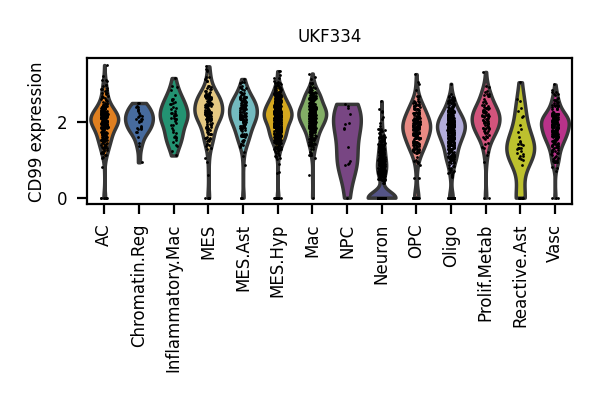 UKF334
CD99 expression
2
0
AC
Chromatin.Reg
Inflammatory.Mac
MES
MES.Ast
MES.Hyp
Mac
NPC
Neuron
OPC
Oligo
Prolif.Metab
Reactive.Ast
Vasc